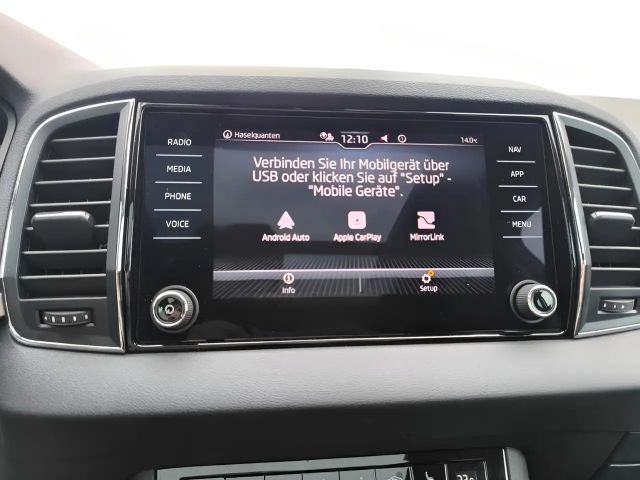 RADIO
MEDIA
PHONE
VOICE
Haselquanten
12:10
14.0°C
Verbinden Sie Ihr Mobilgerät über
USB oder klicken Sie auf "Setup" -
"Mobile Geräte".
Android Auto
Apple CarPlay
MirrorLink
Info
Setup
NAV
APP
CAR
MENU